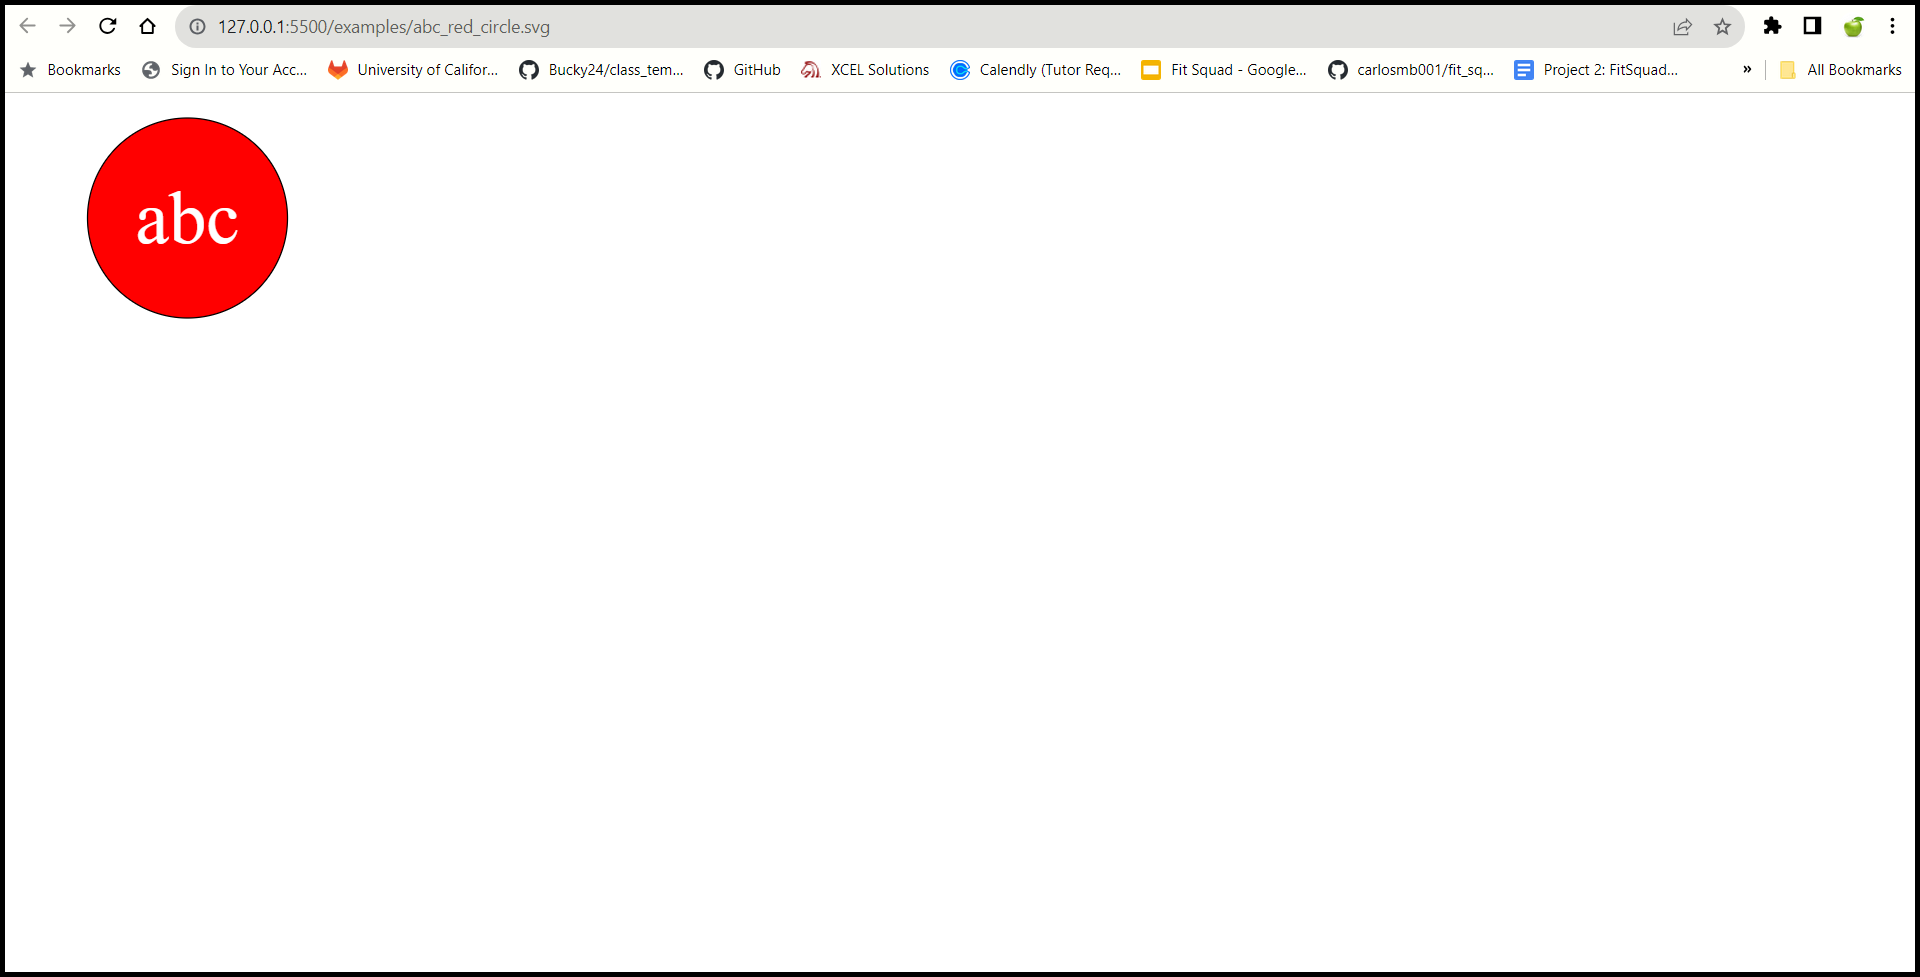 127.0.0.1:5500/examples/abc_red_circle.svg
Bookmarks Sign In to Your Acc... University of Califor... Bucky24/class_tem... GitHub XCEL Solutions Calendly (Tutor Req... Fit Squad - Google... carlosmb001/fit_sq... Project 2: FitSquad... » All Bookmarks
abc